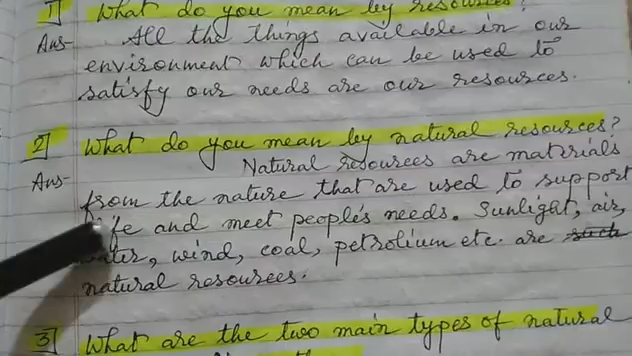 1] What do you mean by resources?
Ans- All the things available in our
environment which can be used to
satisfy our needs are our resources.
2] What do you mean by natural resources?
Ans- Natural resources are materials
from the nature that are used to support
life and meet people's needs. Sunlight, air,
water, wind, coal, petrolium etc. are such
natural resources.
3] What are the two main types of natural